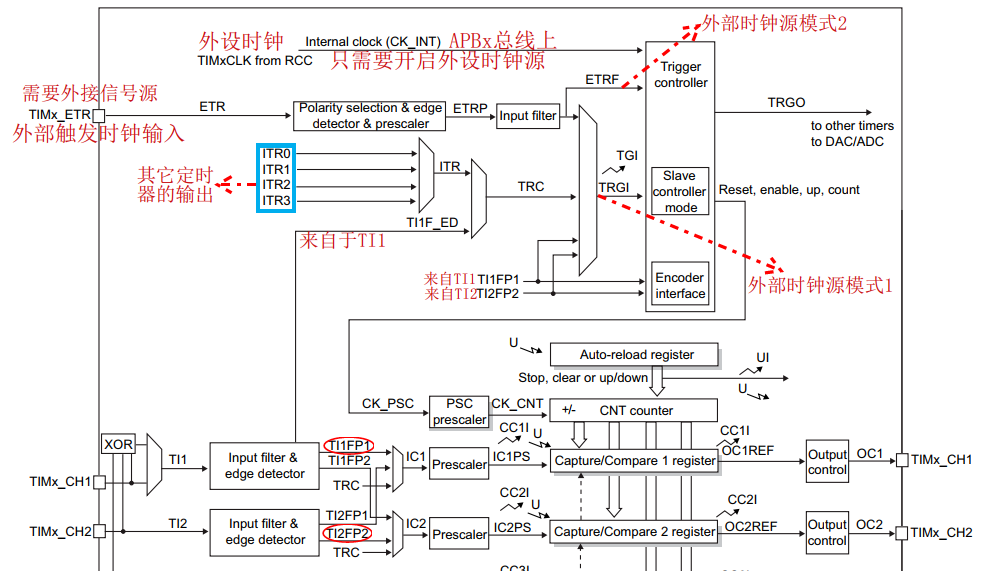 外部时钟源模式2
外设时钟 Internal clock (CK_INT) APBx总线上
TIMxCLK from RCC 只需要开启外设时钟源
Trigger
controller
ETRF
需要外接信号源
TIMx_ETR
外部触发时钟输入
ETR
Polarity selection & edge
detector & prescaler
ETRP
Input filter
TRGO
to other timers
to DAC/ADC
其它定时
器的输出
ITR0
ITR1
ITR2
ITR3
ITR
TRC
TGI
TRGI
Slave
controller
mode
Reset, enable, up, count
TI1F_ED
来自于TI1
来自TI1 TI1FP1
来自TI2 TI2FP2
Encoder
interface
外部时钟源模式1
U
Auto-reload register
UI
Stop, clear or up/down
U
CK_PSC
PSC
prescaler
CK_CNT
+/-
CNT counter
XOR
TI1
TIMx_CH1
Input filter &
edge detector
TI1FP1
TI1FP2
TRC
IC1
Prescaler
IC1PS
CC1I
U
Capture/Compare 1 register
CC1I
OC1REF
Output
control
OC1
TIMx_CH1
TIMx_CH2
TI2
Input filter &
edge detector
TI2FP1
TI2FP2
TRC
IC2
Prescaler
IC2PS
CC2I
U
Capture/Compare 2 register
CC2I
OC2REF
Output
control
OC2
TIMx_CH2